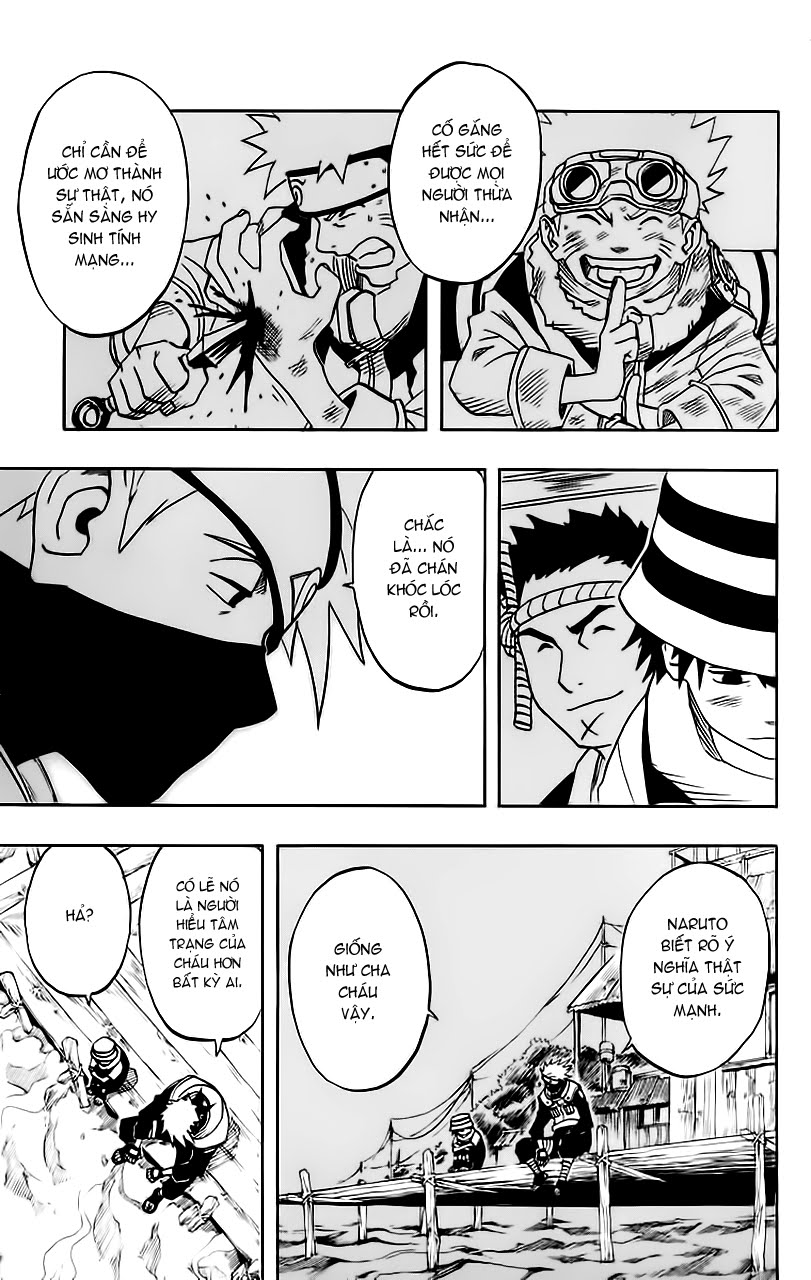 CỐ GẮNG
HẾT SỨC ĐỂ
ĐƯỢC MỌI
NGƯỜI THỪA
NHẬN...
CHỈ CẦN ĐỂ
ƯỚC MƠ THÀNH
SỰ THẬT, NÓ
SẴN SÀNG HY
SINH TÍNH
MẠNG...
CHẮC
LÀ... NÓ
ĐÃ CHÁN
KHÓC LÓC
RỒI.
NARUTO
BIẾT RÕ Ý
NGHĨA THẬT
SỰ CỦA SỨC
MẠNH.
GIỐNG
NHƯ CHA
CHÁU
VẬY.
CÓ LẼ NÓ
LÀ NGƯỜI
HIỂU TÂM
TRẠNG CỦA
CHÁU HƠN
BẤT KỲ AI.
HẢ?